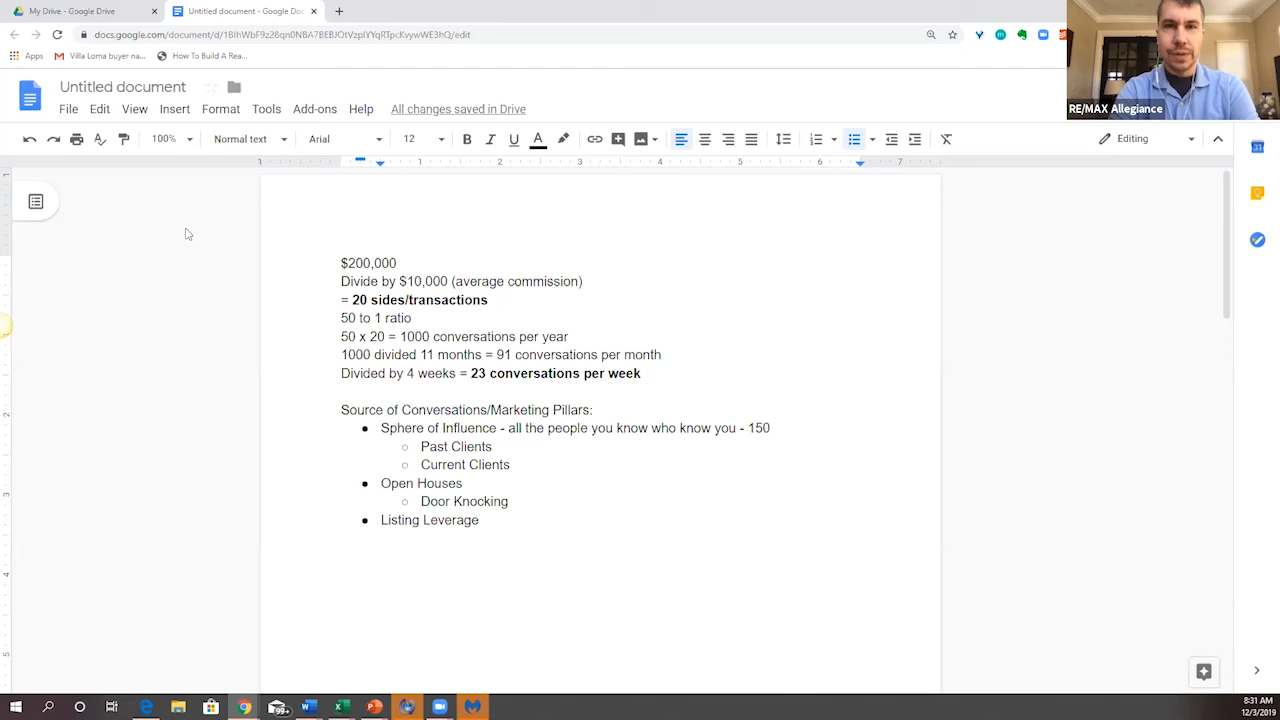 My Drive - Google Drive
Untitled document - Google Do
docs.google.com/document/d/
Apps
Villa Loma buyer na...
How To Build A Rea...
RE/MAX Allegiance
Untitled document
File Edit View Insert Format Tools Add-ons Help All changes saved in Drive
100% Normal text Arial 12 Editing
$200,000
Divide by $10,000 (average commission)
= 20 sides/transactions
50 to 1 ratio
50 x 20 = 1000 conversations per year
1000 divided 11 months = 91 conversations per month
Divided by 4 weeks = 23 conversations per week
Source of Conversations/Marketing Pillars:
● Sphere of Influence - all the people you know who know you - 150
○ Past Clients
○ Current Clients
● Open Houses
○ Door Knocking
● Listing Leverage
8:31 AM
12/3/2019